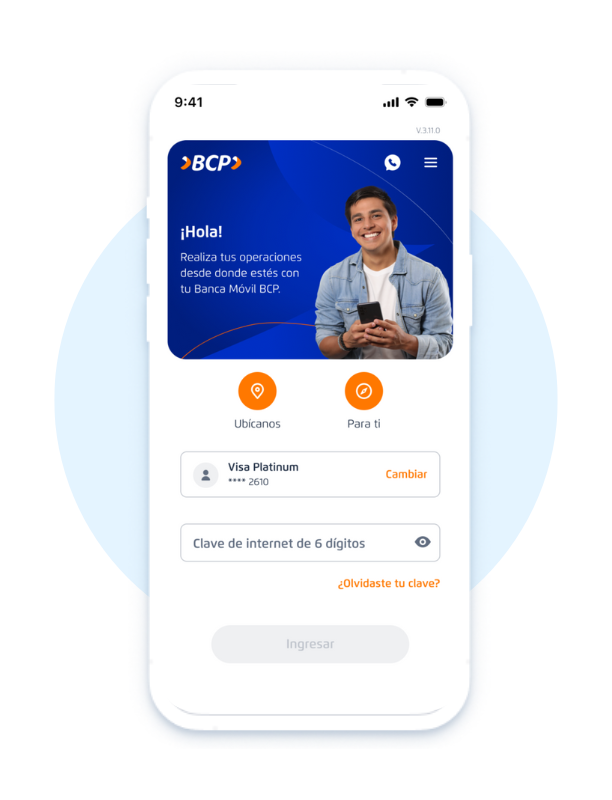 9:41
V.3.11.0
BCP
¡Hola!
Realiza tus operaciones
desde donde estés con
tu Banca Móvil BCP.
Ubícanos
Para ti
Visa Platinum
**** 2610
Cambiar
Clave de internet de 6 dígitos
¿Olvidaste tu clave?
Ingresar